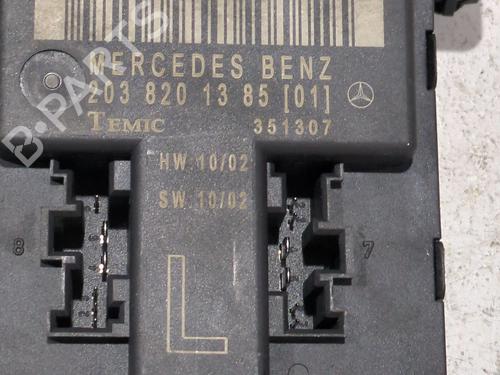 MERCEDES BENZ
203 820 13 85 [01]
TEMIC 351307
HW 10/02
SW 10/02
8 7
L
B-PARTS